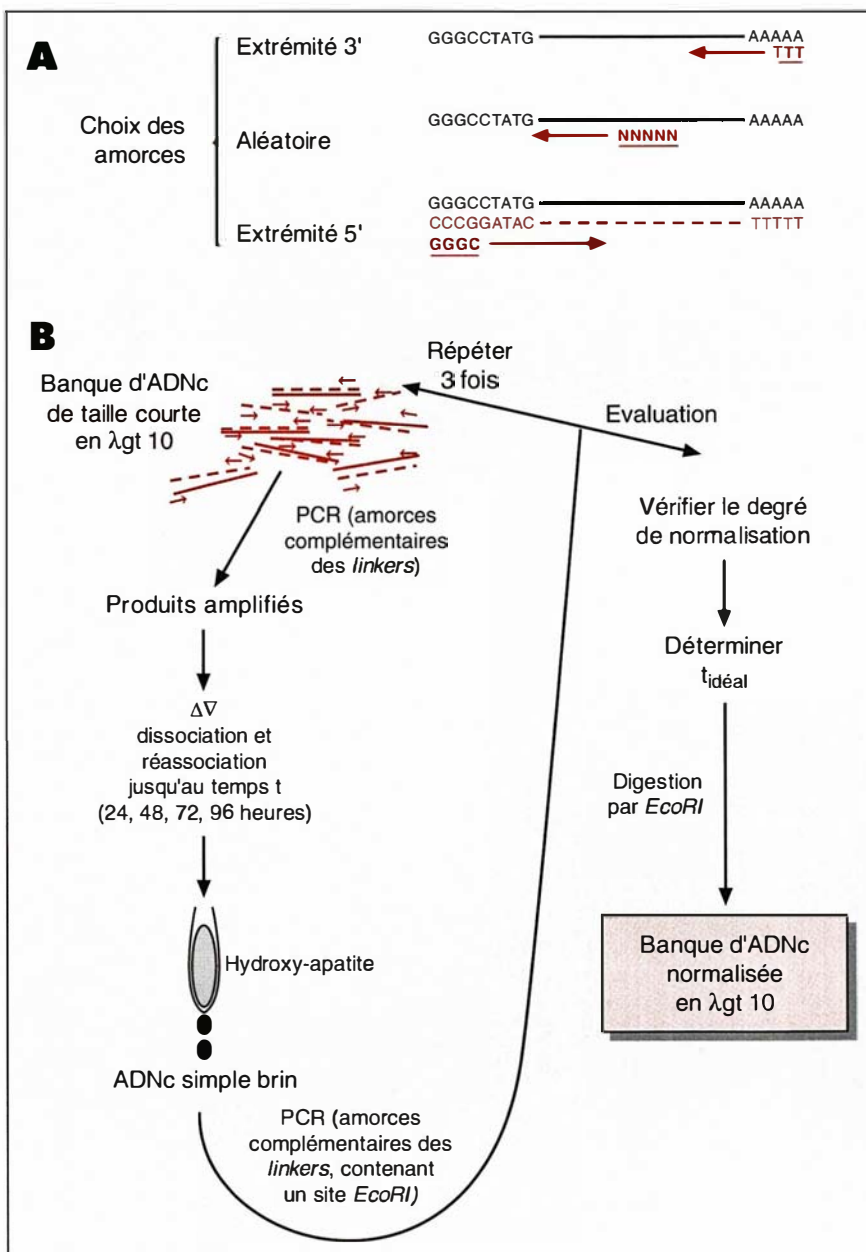 A
Choix des
amorces
Extrémité 3'
GGGCCTATG AAAAA
TTT
Aléatoire
GGGCCTATG AAAAA
NNNNN
Extrémité 5'
GGGCCTATG AAAAA
CCCGGATAC TTTTT
GGGC
B
Banque d'ADNc
de taille courte
en λgt 10
Répéter
3 fois
Evaluation
PCR (amorces
complémentaires
des linkers)
Produits amplifiés
Δ∇
dissociation et
réassociation
jusqu'au temps t
(24, 48, 72, 96 heures)
Hydroxy-apatite
ADNc simple brin
PCR (amorces
complémentaires des
linkers, contenant
un site EcoRI)
Vérifier le degré
de normalisation
Déterminer
tidéal
Digestion
par EcoRI
Banque d'ADNc
normalisée
en λgt 10